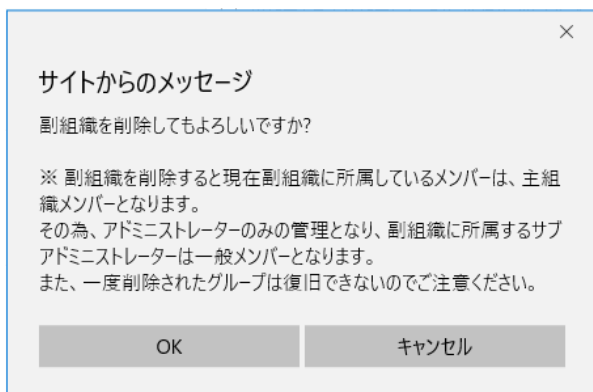 サイトからのメッセージ
副組織を削除してもよろしいですか?
※ 副組織を削除すると現在副組織に所属しているメンバーは、主組
織メンバーとなります。
その為、アドミニストレーターのみの管理となり、副組織に所属するサブ
アドミニストレーターは一般メンバーとなります。
また、一度削除されたグループは復旧できないのでご注意ください。
OK
キャンセル